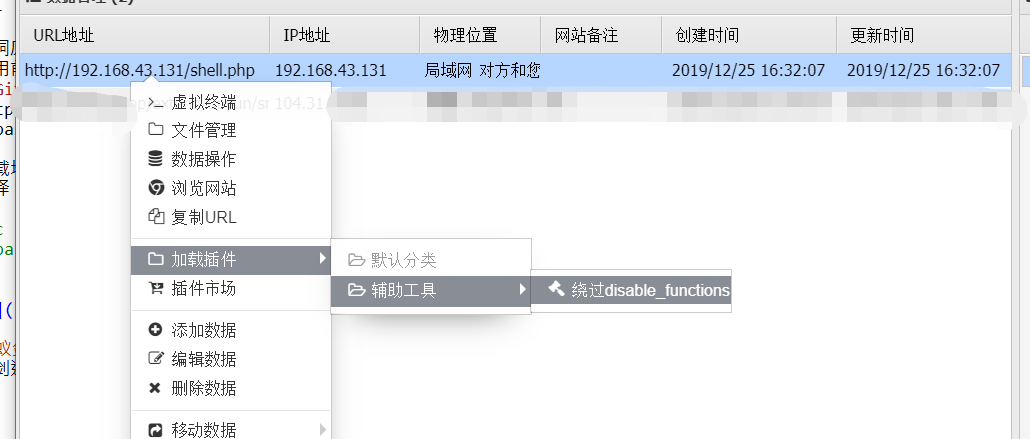 数据管理 (2)
URL地址 IP地址 物理位置 网站备注 创建时间 更新时间
http://192.168.43.131/shell.php 192.168.43.131 局域网 对方和您 2019/12/25 16:32:07 2019/12/25 16:32:07
虚拟终端
文件管理
数据操作
浏览网站
复制URL
加载插件 默认分类
插件市场 辅助工具 绕过disable_functions
添加数据
编辑数据
删除数据
移动数据